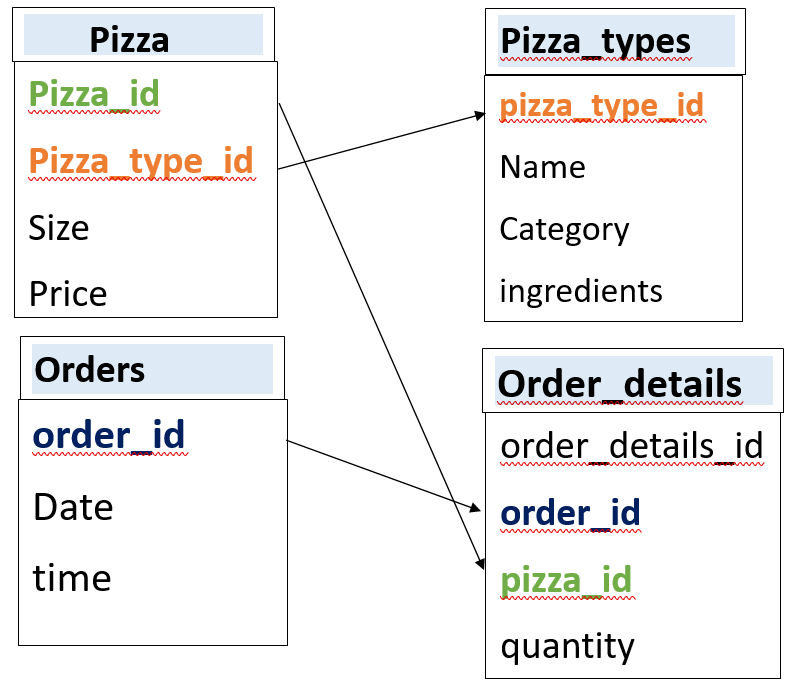 Pizza
Pizza_id
Pizza_type_id
Size
Price
Pizza_types
pizza_type_id
Name
Category
ingredients
Orders
order_id
Date
time
Order_details
order_details_id
order_id
pizza_id
quantity